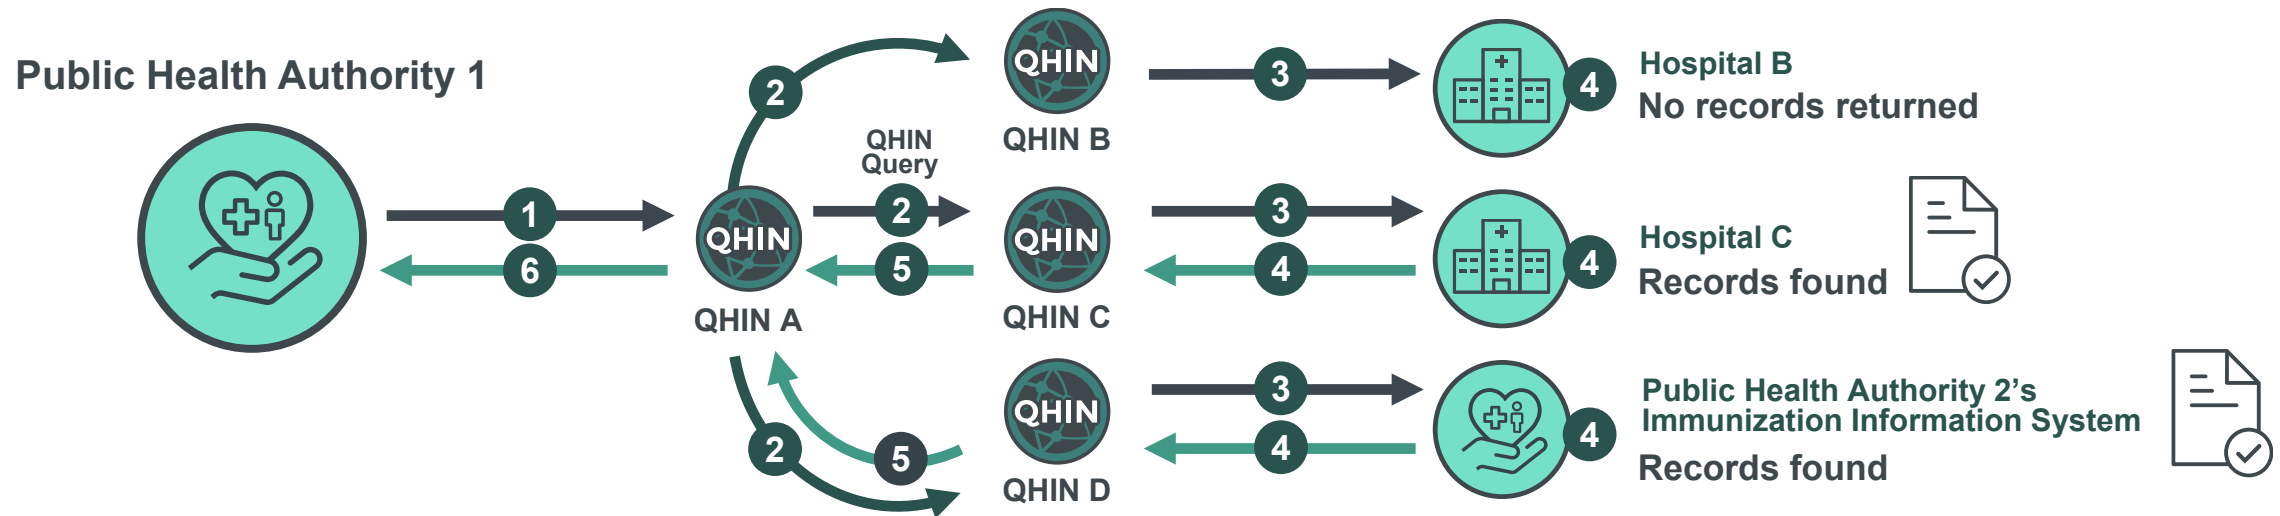 Public Health Authority 1
1
6
QHIN
QHIN A
2
QHIN
Query
2
5
2
5
QHIN
QHIN B
3
4
Hospital B
No records returned
QHIN
QHIN C
3
4
4
Hospital C
Records found
QHIN
QHIN D
3
4
4
Public Health Authority 2’s
Immunization Information System
Records found